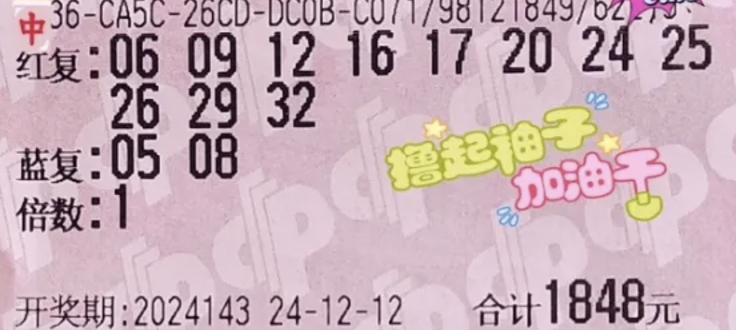 中
36-CA5C-26CD-DC0B-C071/98121849/62
红复:06 09 12 16 17 20 24 25
26 29 32
蓝复:05 08
撸起袖子
加油干
倍数:1
开奖期:2024143 24-12-12 合计1848元